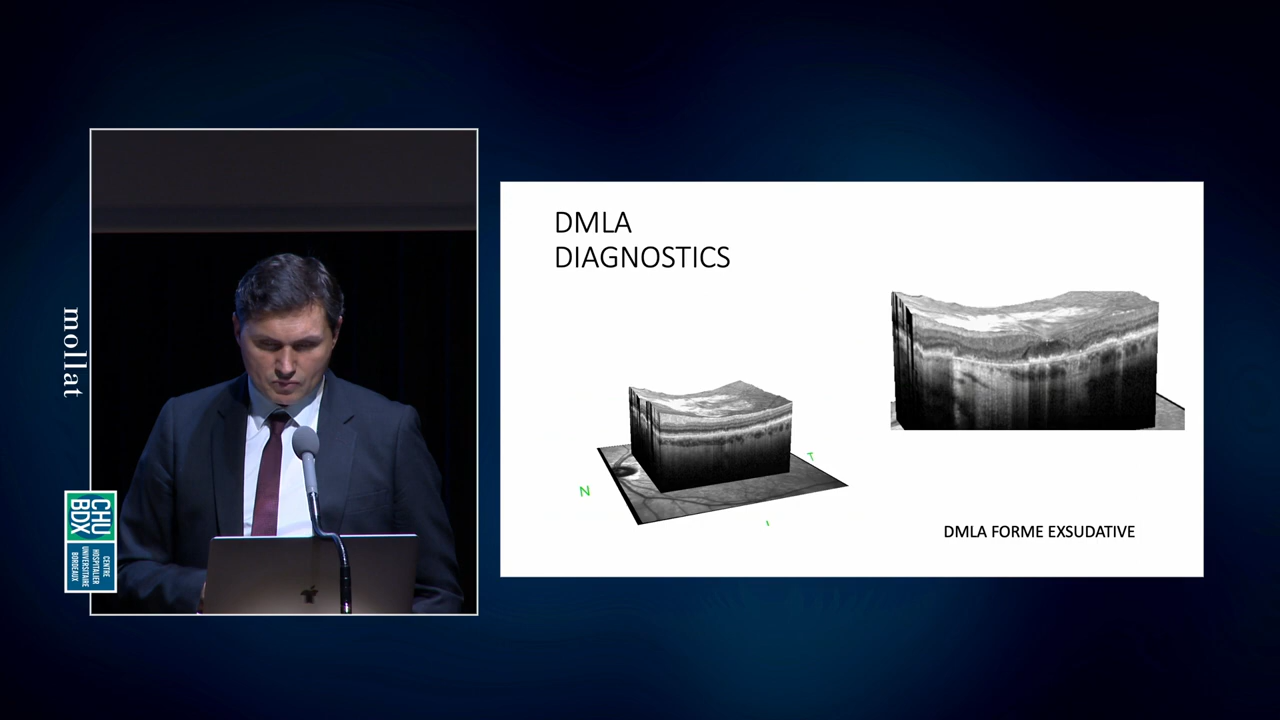 mollat
CHU
BDX
CENTRE
HOSPITALIER
UNIVERSITAIRE
BORDEAUX
DMLA
DIAGNOSTICS
N
T
I
DMLA FORME EXSUDATIVE